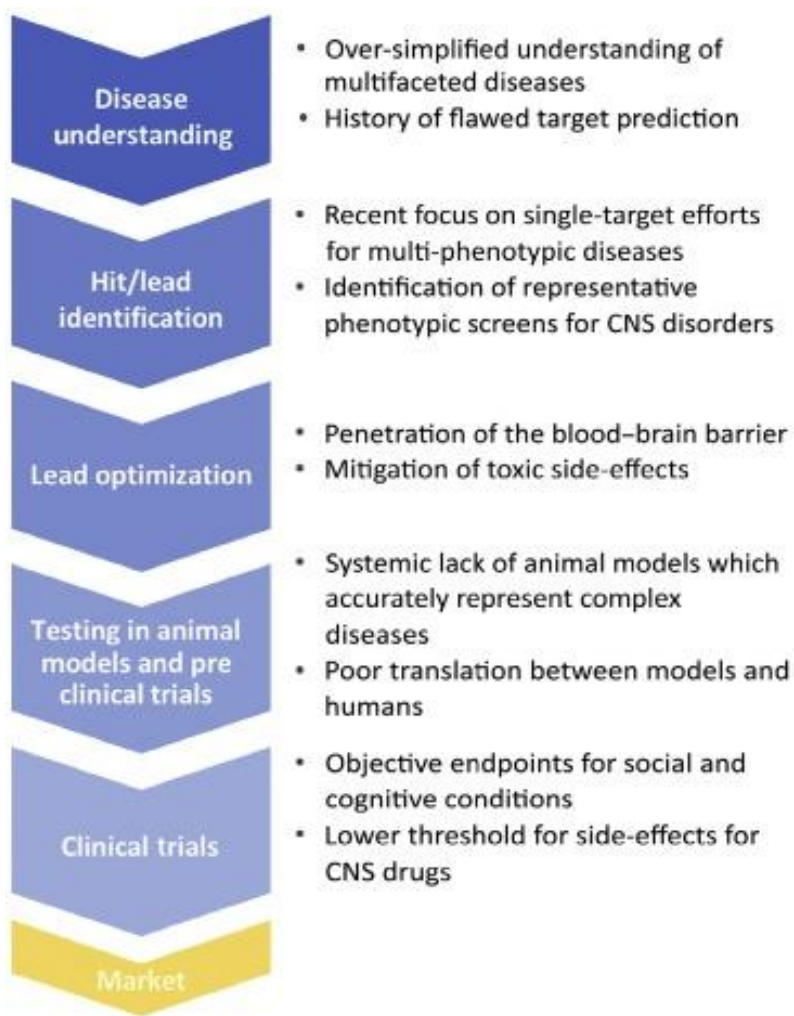 Disease
understanding
• Over-simplified understanding of
multifaceted diseases
• History of flawed target prediction
Hit/lead
identification
• Recent focus on single-target efforts
for multi-phenotypic diseases
• Identification of representative
phenotypic screens for CNS disorders
Lead optimization
• Penetration of the blood–brain barrier
• Mitigation of toxic side-effects
Testing in animal
models and pre
clinical trials
• Systemic lack of animal models which
accurately represent complex
diseases
• Poor translation between models and
humans
Clinical trials
• Objective endpoints for social and
cognitive conditions
• Lower threshold for side-effects for
CNS drugs
Market